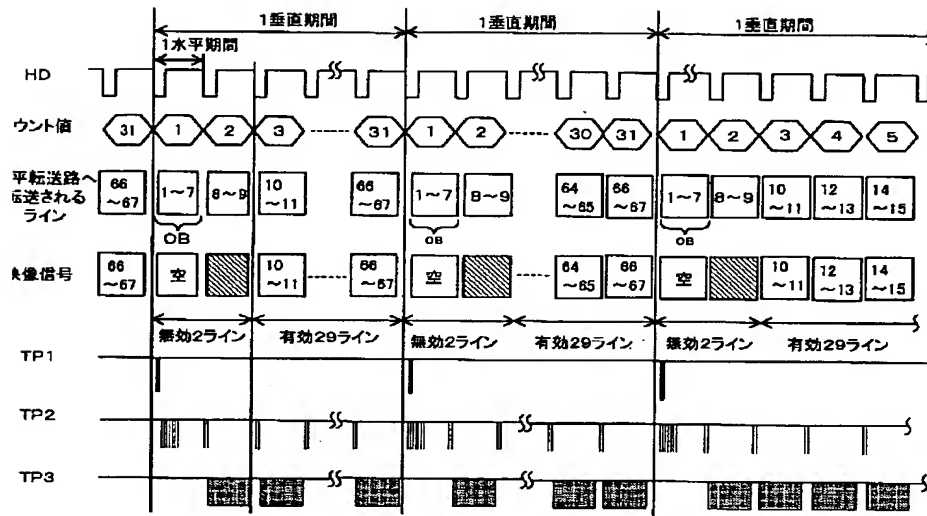 1垂直期間 1垂直期間 1垂直期間
1水平期間
HD
ウント値 31 1 2 3 31 1 2 30 31 1 2 3 4 5
平転送路へ
転送される
ライン
66～67 1～7 8～9 10～11 66～67 1～7 8～9 64～65 66～67 1～7 8～9 10～11 12～13 14～15
OB OB OB
映像信号 66～67 空 10～11 66～67 空 64～65 66～67 空 10～11 12～13 14～15
無効2ライン 有効29ライン 無効2ライン 有効29ライン 無効2ライン 有効29ライン
TP1
TP2
TP3